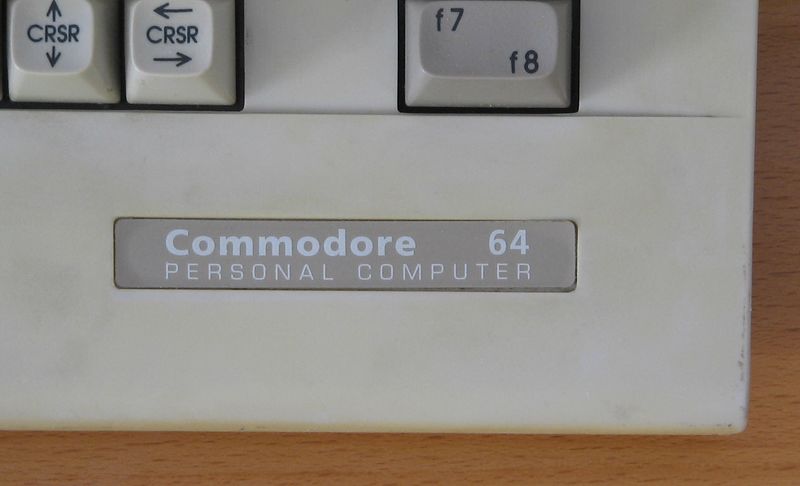 CRSR
CRSR
f7
f8
Commodore 64
PERSONAL COMPUTER